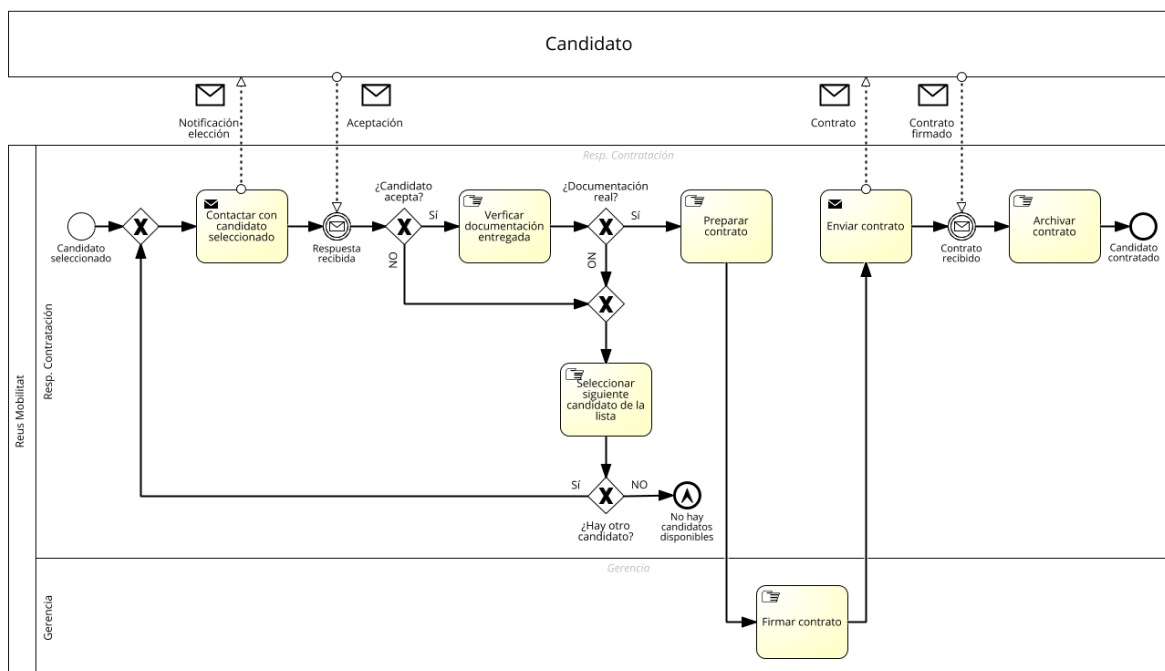 Candidato
Notificación
elección
Aceptación
Contrato
Contrato
firmado
Reus Mobilitat
Resp. Contratación
Resp. Contratación
Candidato
seleccionado
Contactar con
candidato
seleccionado
Respuesta
recibida
¿Candidato
acepta?
Sí
NO
Verficar
documentación
entregada
¿Documentación
real?
Sí
NO
Preparar
contrato
Enviar contrato
Contrato
recibido
Archivar
contrato
Candidato
contratado
Seleccionar
siguiente
candidato de la
lista
Sí
NO
¿Hay otro
candidato?
No hay
candidatos
disponibles
Gerencia
Gerencia
Firmar contrato